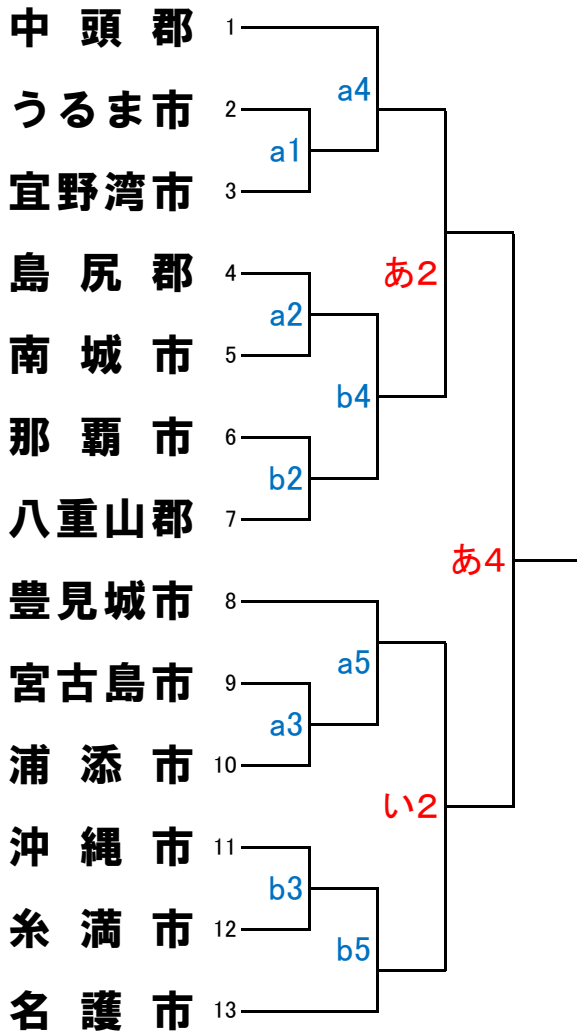 中頭郡 1
a4
うるま市 2
a1
宜野湾市 3
島尻郡 4
あ2
a2
南城市 5
b4
那覇市 6
b2
八重山郡 7
あ4
豊見城市 8
a5
宮古島市 9
a3
浦添市 10
い2
沖縄市 11
b3
糸満市 12
b5
名護市 13